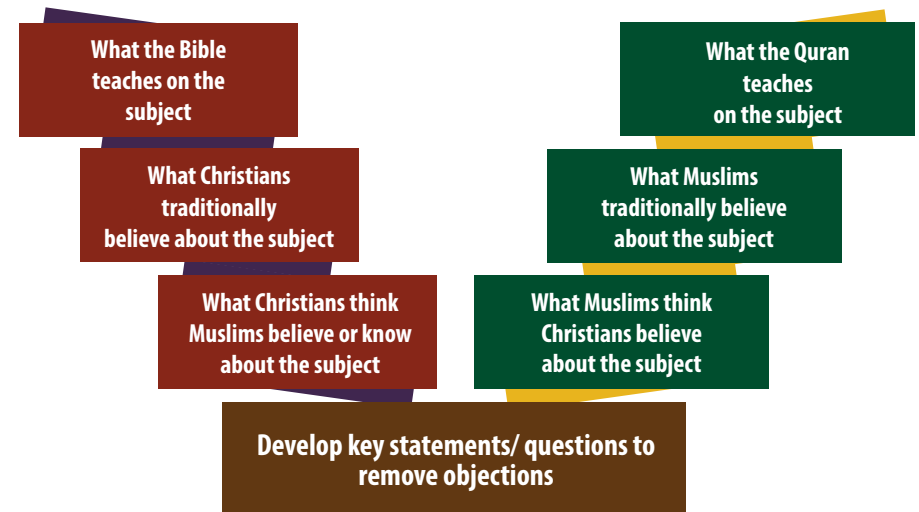 What the Bible
teaches on the
subject
What the Quran
teaches
on the subject
What Christians
traditionally
believe about the subject
What Muslims
traditionally believe
about the subject
What Christians think
Muslims believe or know
about the subject
What Muslims think
Christians believe
about the subject
Develop key statements/ questions to
remove objections